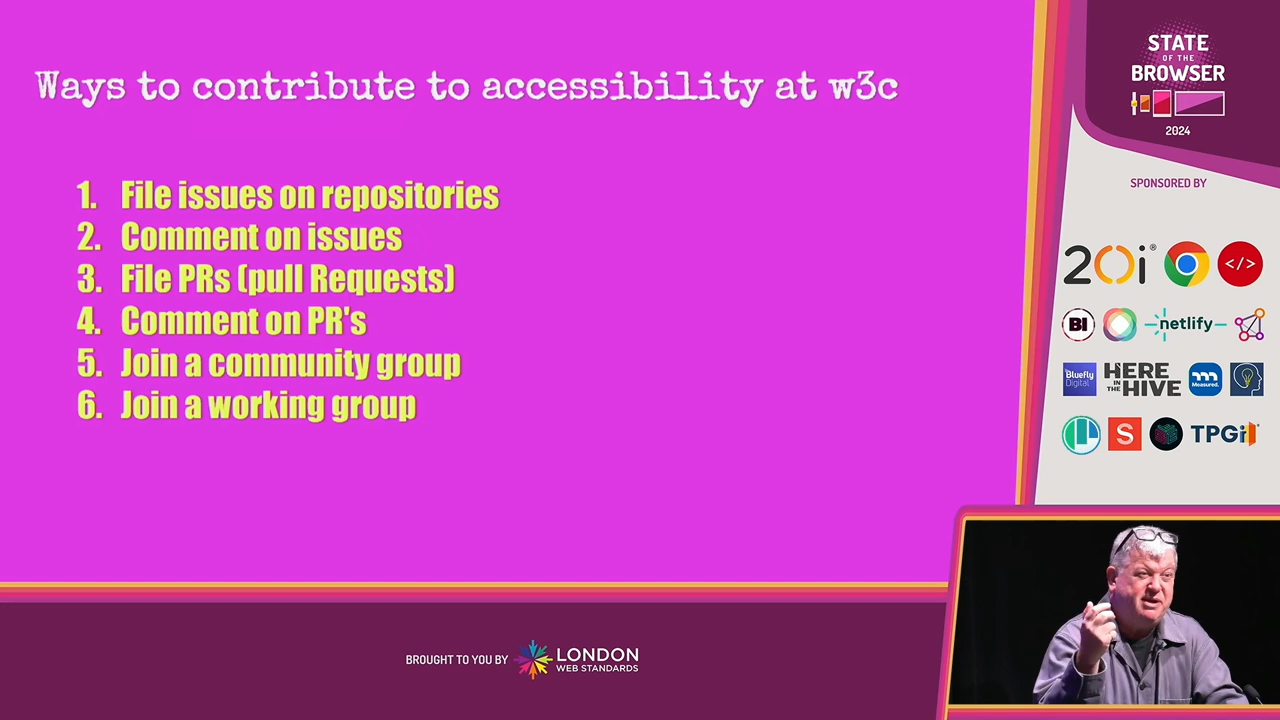 Ways to contribute to accessibility at w3c
1. File issues on repositories
2. Comment on issues
3. File PRs (pull Requests)
4. Comment on PR's
5. Join a community group
6. Join a working group
STATE
OF THE
BROWSER
2024
SPONSORED BY
20i®
</>
BI
netlify
Bluefly
Digital
HERE
IN THE
HIVE
Measured.
S
TPGi
BROUGHT TO YOU BY
LONDON
WEB STANDARDS